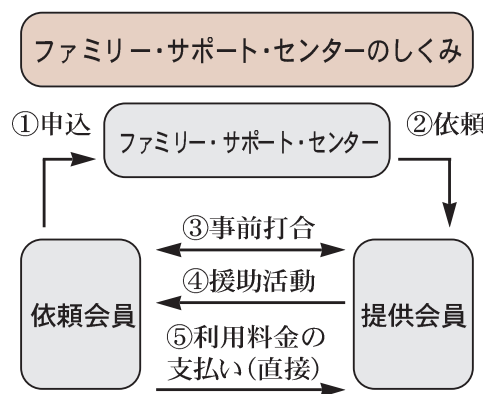 ファミリー・サポート・センターのしくみ
①申込
ファミリー・サポート・センター
②依頼
③事前打合
④援助活動
依頼会員
提供会員
⑤利用料金の
支払い(直接)